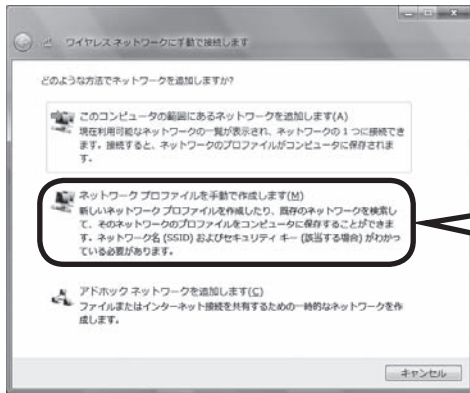 ワイヤレス ネットワークに手動で接続します
どのような方法でネットワークを追加しますか?
このコンピュータの範囲にあるネットワークを追加します(A)
現在利用可能なネットワークの一覧が表示され、ネットワークの 1 つに接続でき
ます。接続すると、ネットワークのプロファイルがコンピュータに保存されま
す。
ネットワーク プロファイルを手動で作成します(M)
新しいネットワーク プロファイルを作成したり、既存のネットワークを検索し
て、そのネットワークのプロファイルをコンピュータに保存することができま
す。ネットワーク名 (SSID) およびセキュリティ キー (該当する場合) がわかっ
ている必要があります。
アドホック ネットワークを追加します(C)
ファイルまたはインターネット接続を共有するための一時的なネットワークを作
成します。
キャンセル